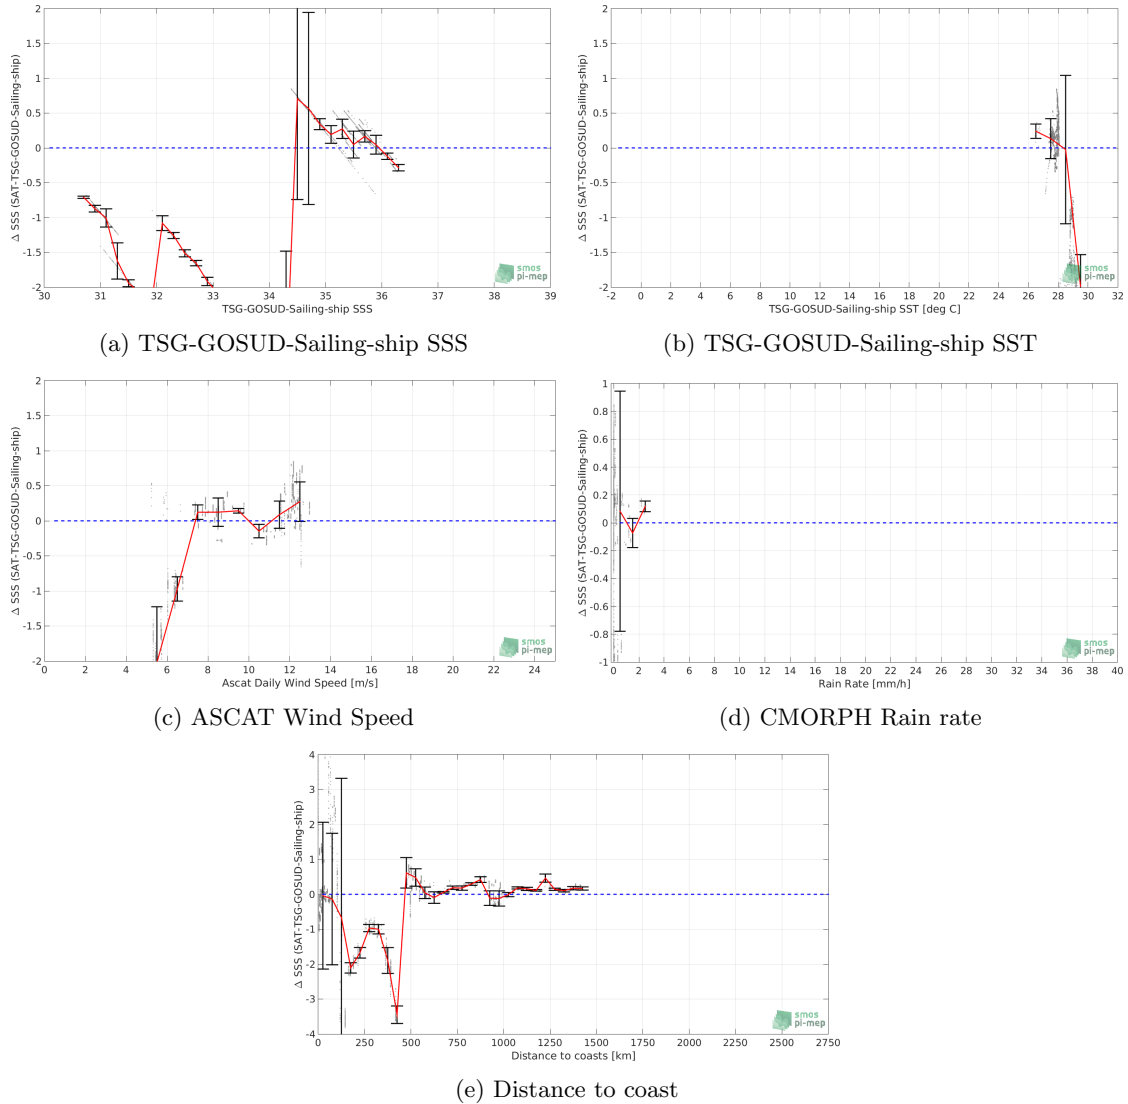 2
1.5
1
0.5
0
-0.5
-1
-1.5
-2
30 31 32 33 34 35 36 37 38 39
Δ SSS (SAT-TSG-GOSUD-Sailing-ship)
TSG-GOSUD-Sailing-ship SSS
smos
pi-mep
(a) TSG-GOSUD-Sailing-ship SSS
2
1.5
1
0.5
0
-0.5
-1
-1.5
-2
-2 0 2 4 6 8 10 12 14 16 18 20 22 24 26 28 30 32
Δ SSS (SAT-TSG-GOSUD-Sailing-ship)
TSG-GOSUD-Sailing-ship SST [deg C]
smos
pi-mep
(b) TSG-GOSUD-Sailing-ship SST
2
1.5
1
0.5
0
-0.5
-1
-1.5
-2
0 2 4 6 8 10 12 14 16 18 20 22 24
Δ SSS (SAT-TSG-GOSUD-Sailing-ship)
Ascat Daily Wind Speed [m/s]
smos
pi-mep
(c) ASCAT Wind Speed
1
0.8
0.6
0.4
0.2
0
-0.2
-0.4
-0.6
-0.8
-1
0 2 4 6 8 10 12 14 16 18 20 22 24 26 28 30 32 34 36 38 40
Δ SSS (SAT-TSG-GOSUD-Sailing-ship)
Rain Rate [mm/h]
smos
pi-mep
(d) CMORPH Rain rate
4
3
2
1
0
-1
-2
-3
-4
0 250 500 750 1000 1250 1500 1750 2000 2250 2500 2750
Δ SSS (SAT-TSG-GOSUD-Sailing-ship)
Distance to coasts [km]
smos
pi-mep
(e) Distance to coast